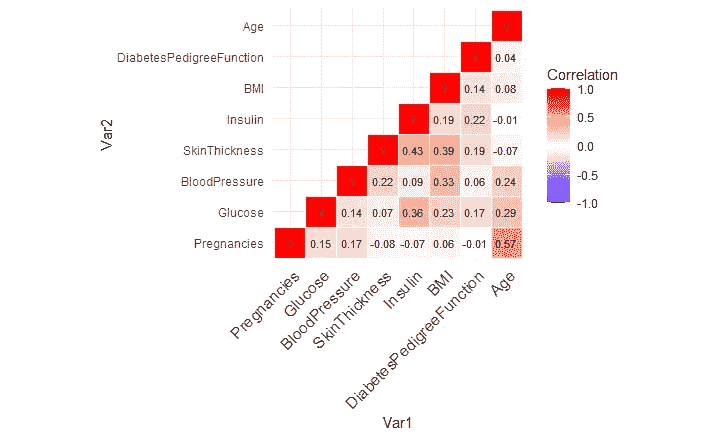 Age
DiabetesPedigreeFunction 0.04
BMI 0.14 0.08
Insulin 0.19 0.22 -0.01
SkinThickness 0.43 0.39 0.19 -0.07
BloodPressure 0.22 0.09 0.33 0.06 0.24
Glucose 0.14 0.07 0.36 0.23 0.17 0.29
Pregnancies 0.15 0.17 -0.08 -0.07 0.06 -0.01 0.57
Var2
Pregnancies
Glucose
BloodPressure
SkinThickness
Insulin
BMI
DiabetesPedigreeFunction
Age
Var1
Correlation
1.0
0.5
0.0
-0.5
-1.0